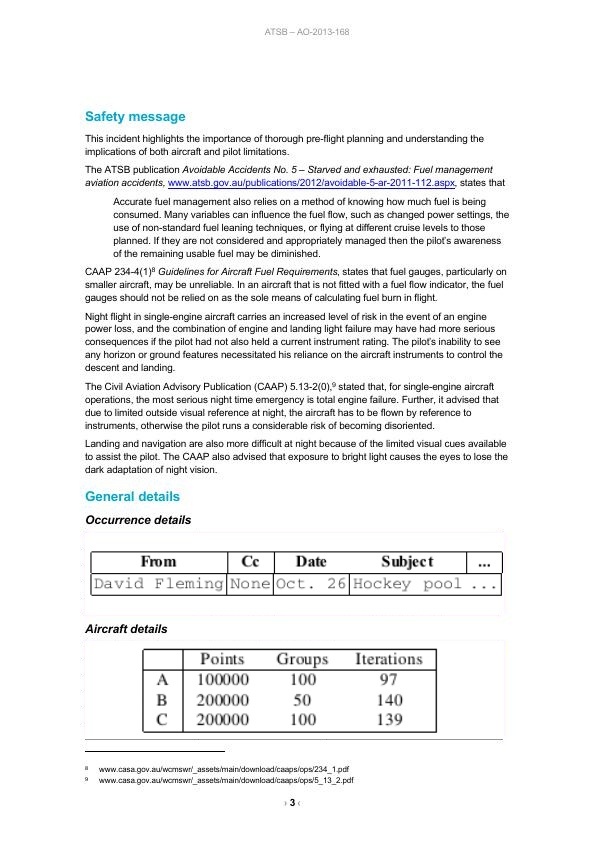 ATSB – AO-2013-168
Safety message
This incident highlights the importance of thorough pre-flight planning and understanding the
implications of both aircraft and pilot limitations.
The ATSB publication Avoidable Accidents No. 5 – Starved and exhausted: Fuel management
aviation accidents, www.atsb.gov.au/publications/2012/avoidable-5-ar-2011-112.aspx, states that
Accurate fuel management also relies on a method of knowing how much fuel is being
consumed. Many variables can influence the fuel flow, such as changed power settings, the
use of non-standard fuel leaning techniques, or flying at different cruise levels to those
planned. If they are not considered and appropriately managed then the pilot's awareness
of the remaining usable fuel may be diminished.
CAAP 234-4(1)8 Guidelines for Aircraft Fuel Requirements, states that fuel gauges, particularly on
smaller aircraft, may be unreliable. In an aircraft that is not fitted with a fuel flow indicator, the fuel
gauges should not be relied on as the sole means of calculating fuel burn in flight.
Night flight in single-engine aircraft carries an increased level of risk in the event of an engine
power loss, and the combination of engine and landing light failure may have had more serious
consequences if the pilot had not also held a current instrument rating. The pilot's inability to see
any horizon or ground features necessitated his reliance on the aircraft instruments to control the
descent and landing.
The Civil Aviation Advisory Publication (CAAP) 5.13-2(0),9 stated that, for single-engine aircraft
operations, the most serious night time emergency is total engine failure. Further, it advised that
due to limited outside visual reference at night, the aircraft has to be flown by reference to
instruments, otherwise the pilot runs a considerable risk of becoming disoriented.
Landing and navigation are also more difficult at night because of the limited visual cues available
to assist the pilot. The CAAP also advised that exposure to bright light causes the eyes to lose the
dark adaptation of night vision.
General details
Occurrence details
From Cc Date Subject ...
David Fleming None Oct. 26 Hockey pool ...
Aircraft details
Points Groups Iterations
A 100000 100 97
B 200000 50 140
C 200000 100 139
8 www.casa.gov.au/wcmswr/_assets/main/download/caaps/ops/234_1.pdf
9 www.casa.gov.au/wcmswr/_assets/main/download/caaps/ops/5_13_2.pdf
› 3 ‹